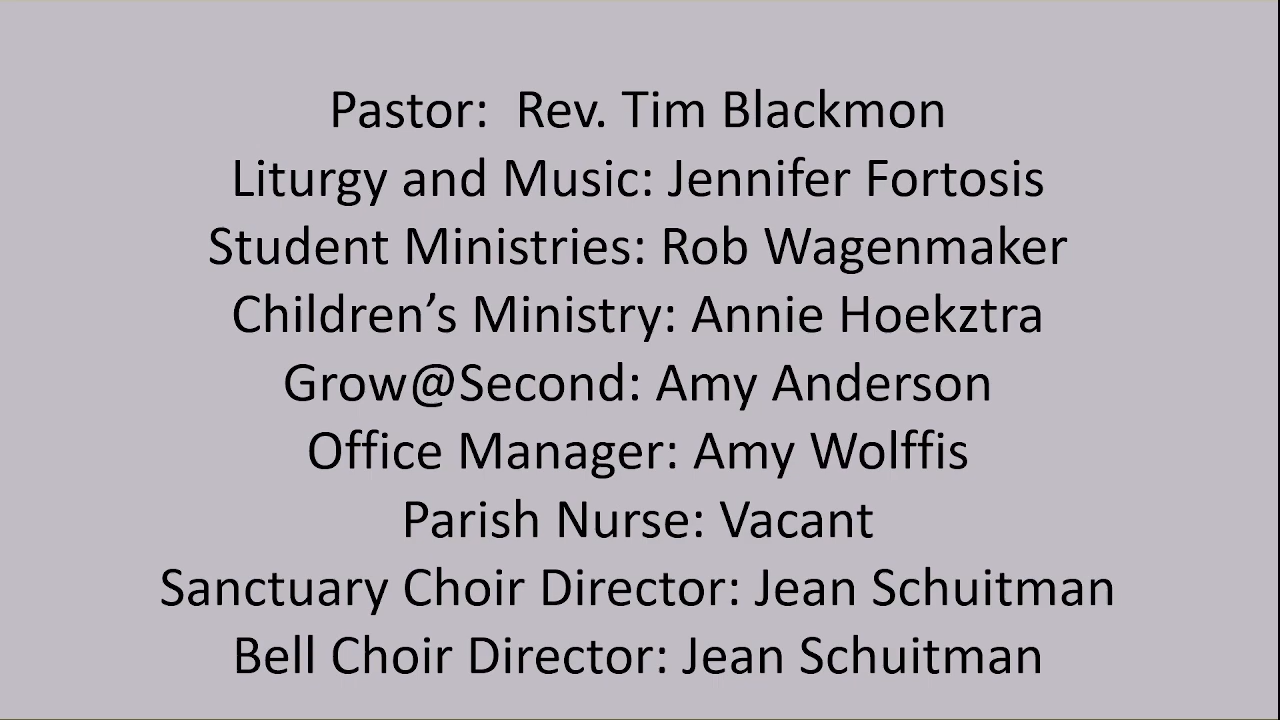 Pastor:  Rev. Tim Blackmon
Liturgy and Music: Jennifer Fortosis
Student Ministries: Rob Wagenmaker
Children’s Ministry: Annie Hoekztra
Grow@Second: Amy Anderson
Office Manager: Amy Wolffis
Parish Nurse: Vacant
Sanctuary Choir Director: Jean Schuitman
Bell Choir Director: Jean Schuitman